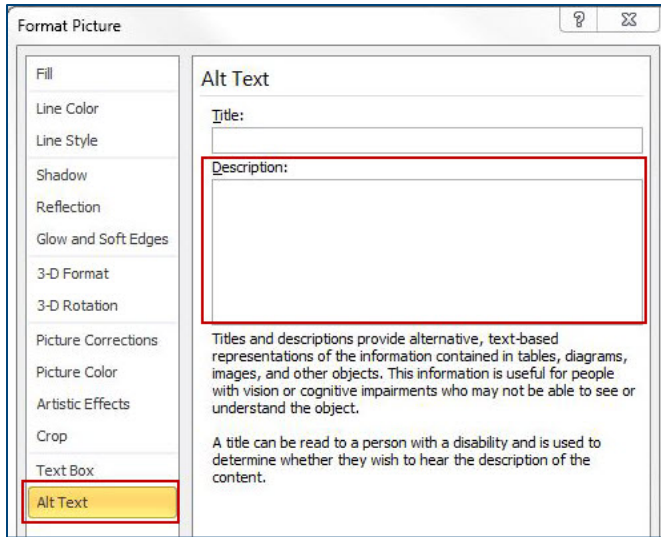 Format Picture
Fill
Line Color
Line Style
Shadow
Reflection
Glow and Soft Edges
3-D Format
3-D Rotation
Picture Corrections
Picture Color
Artistic Effects
Crop
Text Box
Alt Text
Alt Text
Title:
Description:
Titles and descriptions provide alternative, text-based
representations of the information contained in tables, diagrams,
images, and other objects. This information is useful for people
with vision or cognitive impairments who may not be able to see or
understand the object.
A title can be read to a person with a disability and is used to
determine whether they wish to hear the description of the
content.